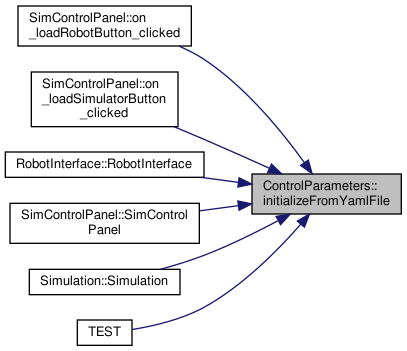 SimControlPanel::on
_loadRobotButton_clicked
SimControlPanel::on
_loadSimulatorButton
_clicked
RobotInterface::RobotInterface
SimControlPanel::SimControl
Panel
Simulation::Simulation
TEST
ControlParameters::
initializeFromYamlFile